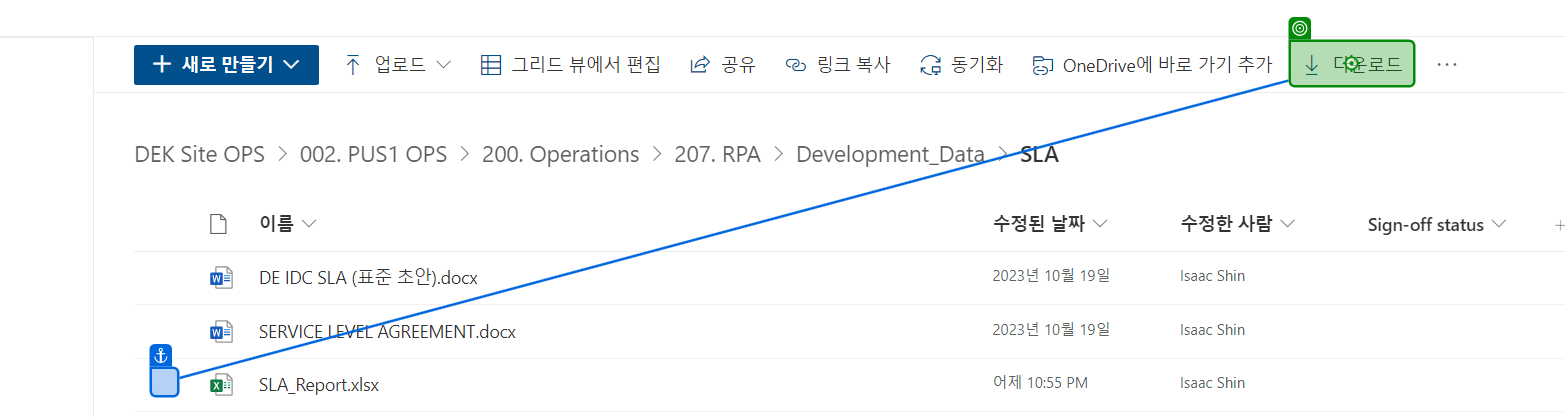 새로 만들기 업로드 그리드 뷰에서 편집 공유 링크 복사 동기화 OneDrive에 바로 가기 추가 다운로드 ...
DEK Site OPS > 002. PUS1 OPS > 200. Operations > 207. RPA > Development_Data > SLA
이름 수정된 날짜 수정한 사람 Sign-off status
DE IDC SLA (표준 초안).docx 2023년 10월 19일 Isaac Shin
SERVICE LEVEL AGREEMENT.docx 2023년 10월 19일 Isaac Shin
SLA_Report.xlsx 어제 10:55 PM Isaac Shin